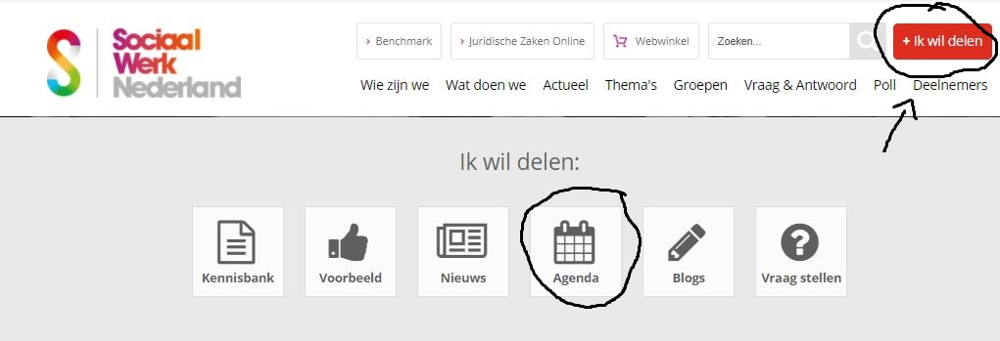 Sociaal
Werk
Nederland
Benchmark
Juridische Zaken Online
Webwinkel
Zoeken...
+ Ik wil delen
Wie zijn we Wat doen we Actueel Thema's Groepen Vraag & Antwoord Poll Deelnemers
Ik wil delen:
Kennisbank Voorbeeld Nieuws Agenda Blogs Vraag stellen